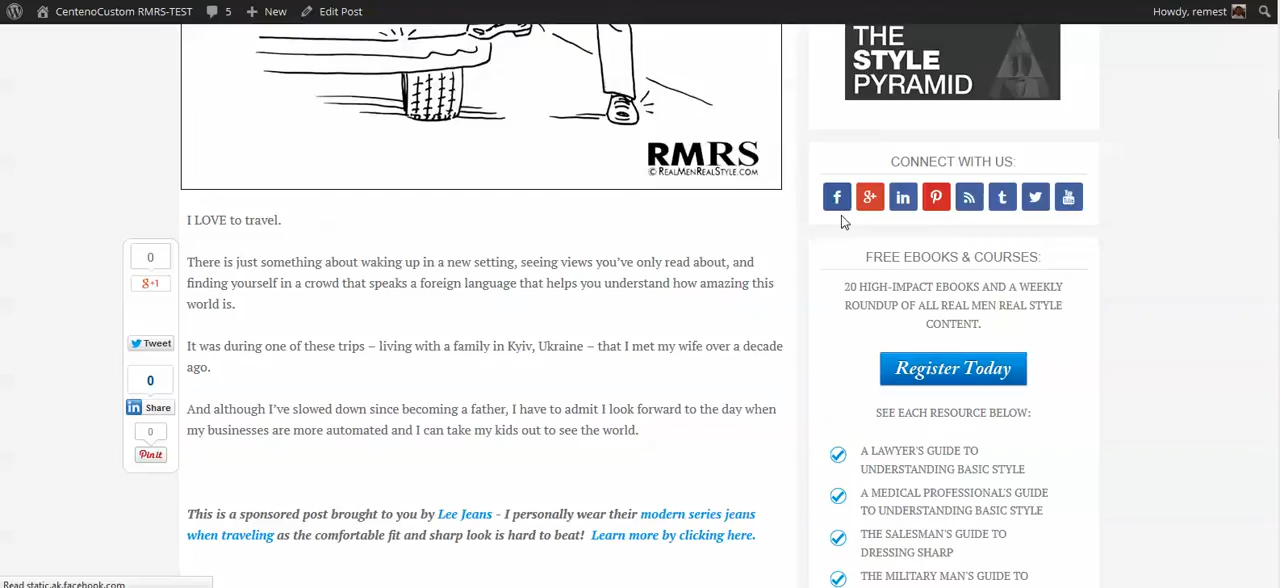 CentenoCustom RMRS-TEST 5 New Edit Post Howdy, remest
THE
STYLE
PYRAMID
RMRS
© REALMENREALSTYLE.COM
CONNECT WITH US:
f g+ in t You Tube
I LOVE to travel.
There is just something about waking up in a new setting, seeing views you've only read about, and
finding yourself in a crowd that speaks a foreign language that helps you understand how amazing this
world is.
It was during one of these trips – living with a family in Kyiv, Ukraine – that I met my wife over a decade
ago.
And although I've slowed down since becoming a father, I have to admit I look forward to the day when
my businesses are more automated and I can take my kids out to see the world.
This is a sponsored post brought to you by Lee Jeans - I personally wear their modern series jeans
when traveling as the comfortable fit and sharp look is hard to beat! Learn more by clicking here.
0
g+1
Tweet
0
in Share
0
Pin it
FREE EBOOKS & COURSES:
20 HIGH-IMPACT EBOOKS AND A WEEKLY
ROUNDUP OF ALL REAL MEN REAL STYLE
CONTENT.
Register Today
SEE EACH RESOURCE BELOW:
A LAWYER'S GUIDE TO
UNDERSTANDING BASIC STYLE
A MEDICAL PROFESSIONAL'S GUIDE
TO UNDERSTANDING BASIC STYLE
THE SALESMAN'S GUIDE TO
DRESSING SHARP
THE MILITARY MAN'S GUIDE TO
Read static.ak.facebook.com